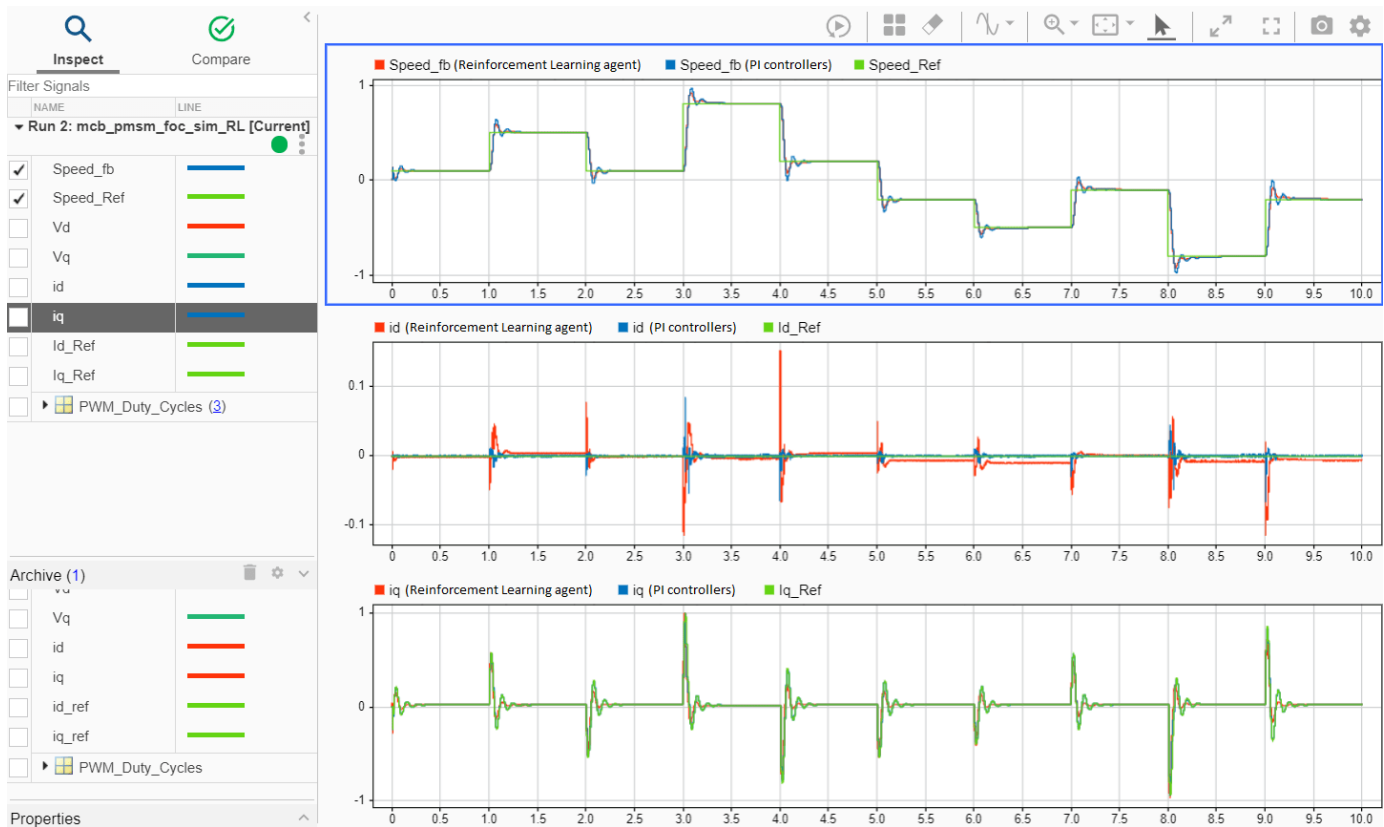 Inspect
Compare
Filter Signals
NAME LINE
Run 2: mcb_pmsm_foc_sim_RL [Current]
Speed_fb
Speed_Ref
Vd
Vq
id
iq
Id_Ref
Iq_Ref
PWM_Duty_Cycles (3)
Archive (1)
Vd
Vq
id
iq
id_ref
iq_ref
PWM_Duty_Cycles
Properties
Speed_fb (Reinforcement Learning agent) Speed_fb (PI controllers) Speed_Ref
1
0
-1
0 0.5 1.0 1.5 2.0 2.5 3.0 3.5 4.0 4.5 5.0 5.5 6.0 6.5 7.0 7.5 8.0 8.5 9.0 9.5 10.0
id (Reinforcement Learning agent) id (PI controllers) Id_Ref
0.1
0
-0.1
0 0.5 1.0 1.5 2.0 2.5 3.0 3.5 4.0 4.5 5.0 5.5 6.0 6.5 7.0 7.5 8.0 8.5 9.0 9.5 10.0
iq (Reinforcement Learning agent) iq (PI controllers) Iq_Ref
1
0
-1
0 0.5 1.0 1.5 2.0 2.5 3.0 3.5 4.0 4.5 5.0 5.5 6.0 6.5 7.0 7.5 8.0 8.5 9.0 9.5 10.0